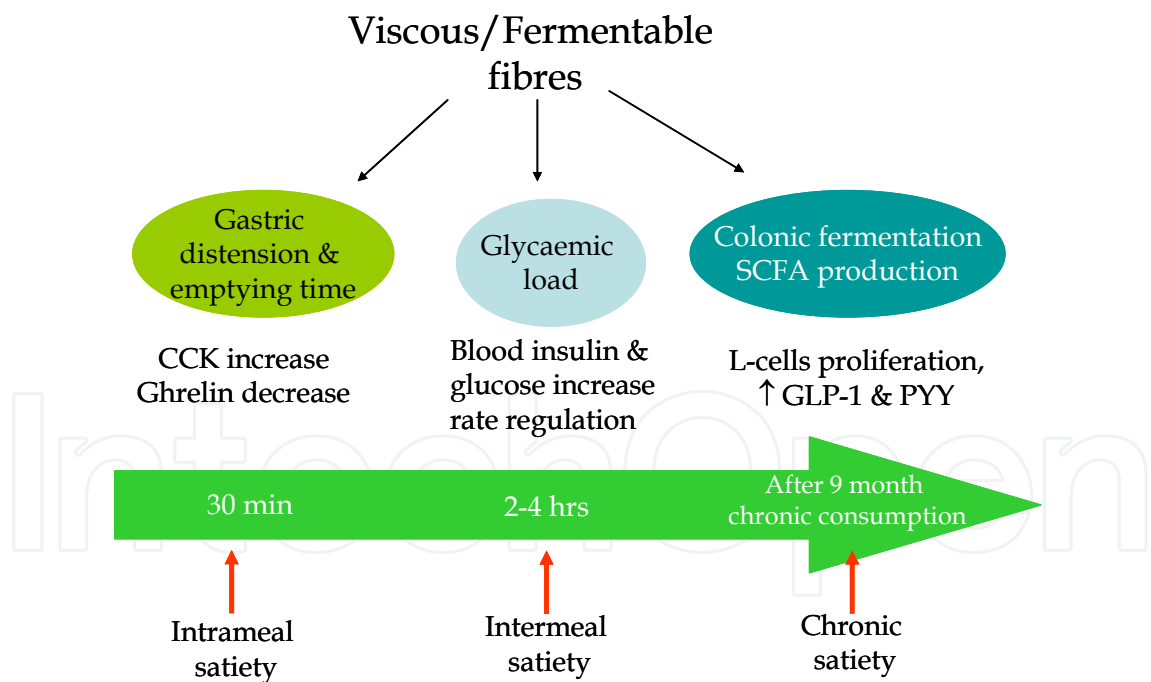 Viscous/Fermentable
fibres
Gastric
distension &
emptying time
Glycaemic
load
Colonic fermentation
SCFA production
CCK increase
Ghrelin decrease
Blood insulin &
glucose increase
rate regulation
L-cells proliferation,
↑ GLP-1 & PYY
IntechOpen
30 min
2-4 hrs
After 9 month
chronic consumption
Intrameal
satiety
Intermeal
satiety
Chronic
satiety